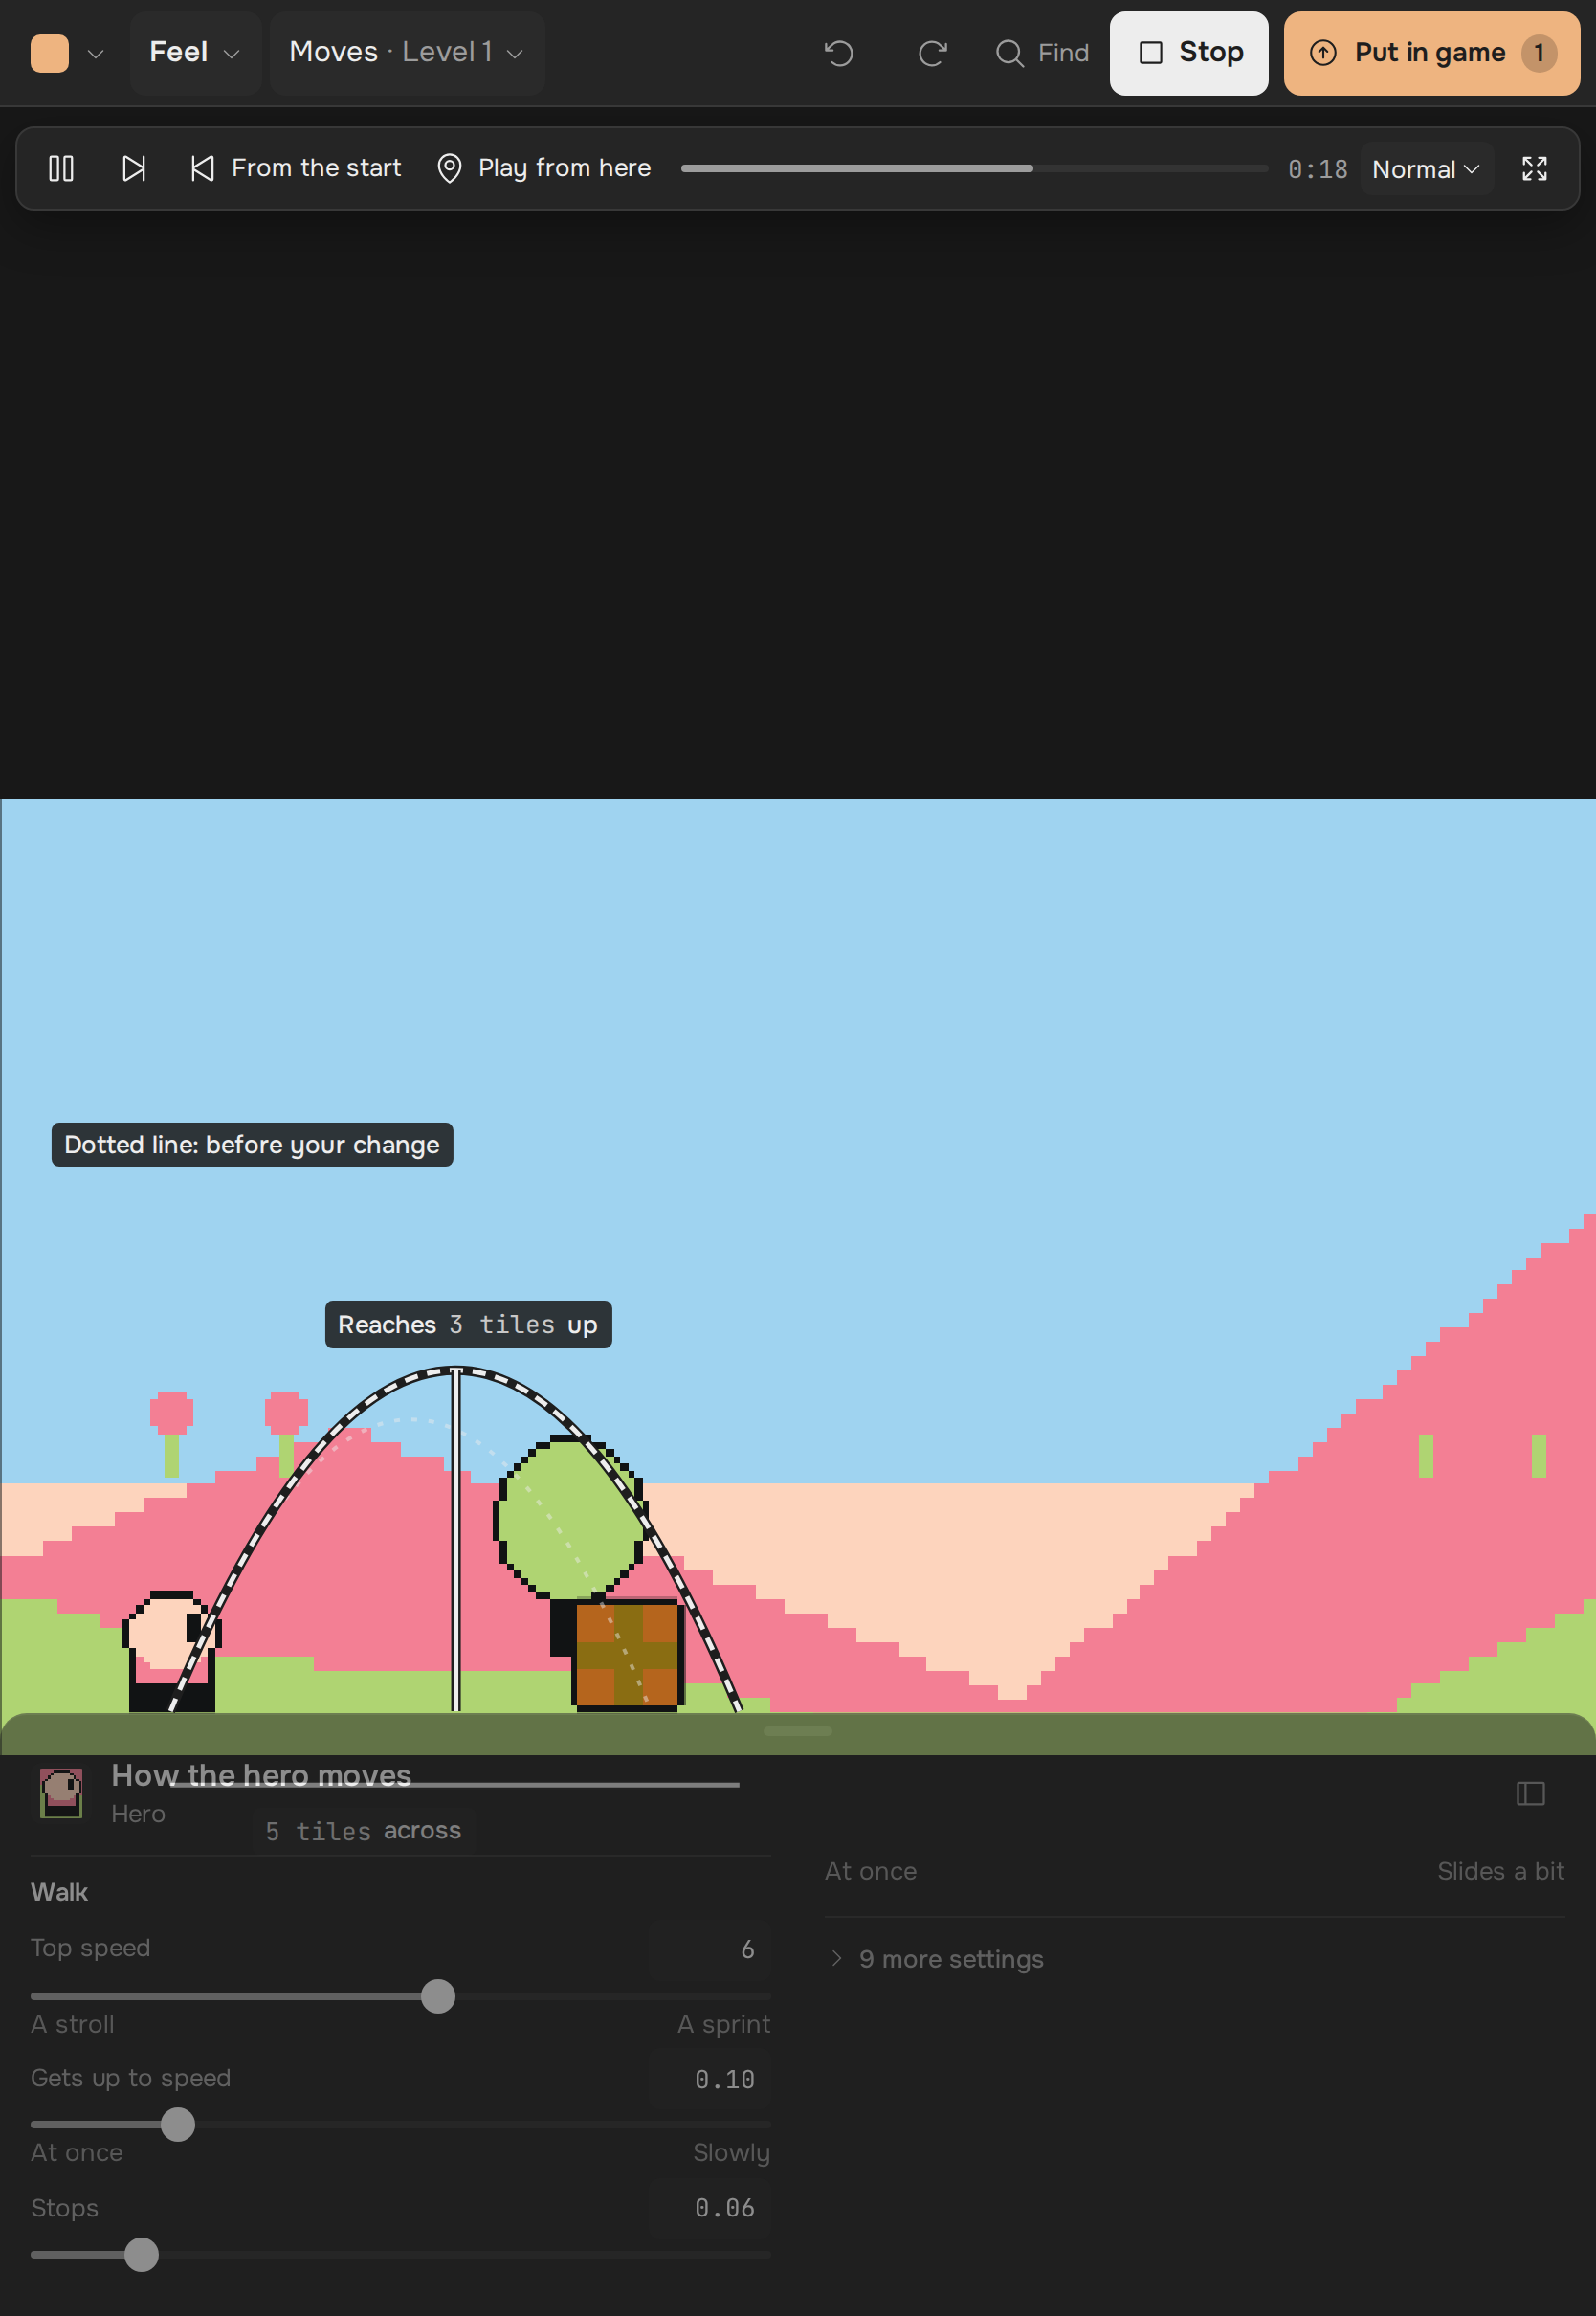 Feel
Moves · Level 1
Find
Stop
Put in game 1
From the start
Play from here
0:18
Normal
Dotted line: before your change
Reaches 3 tiles up
How the hero moves
Hero
5 tiles across
Walk
Top speed
6
A stroll
A sprint
Gets up to speed
0.10
At once
Slowly
Stops
0.06
At once
Slides a bit
9 more settings